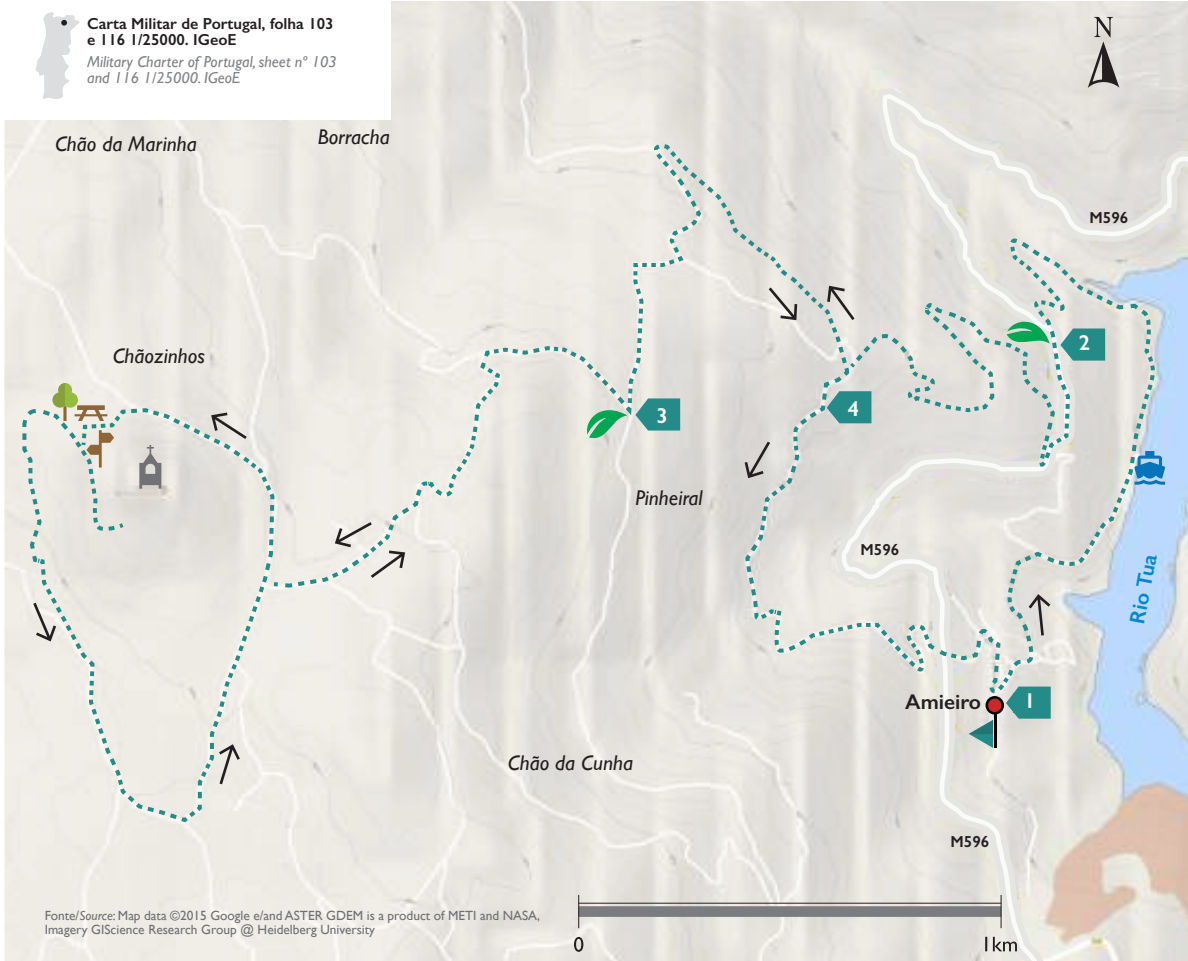 Carta Militar de Portugal, folha 103
e 116 1/25000. IGeoE
Military Charter of Portugal, sheet nº 103
and 116 1/25000. IGeoE
N
Chão da Marinha
Borracha
M596
Chãozinhos
2
3
4
Pinheiral
M596
Rio Tua
Amieiro
1
Chão da Cunha
M596
Fonte/Source: Map data ©2015 Google e/and ASTER GDEM is a product of METI and NASA,
Imagery GIScience Research Group @ Heidelberg University
0
1km